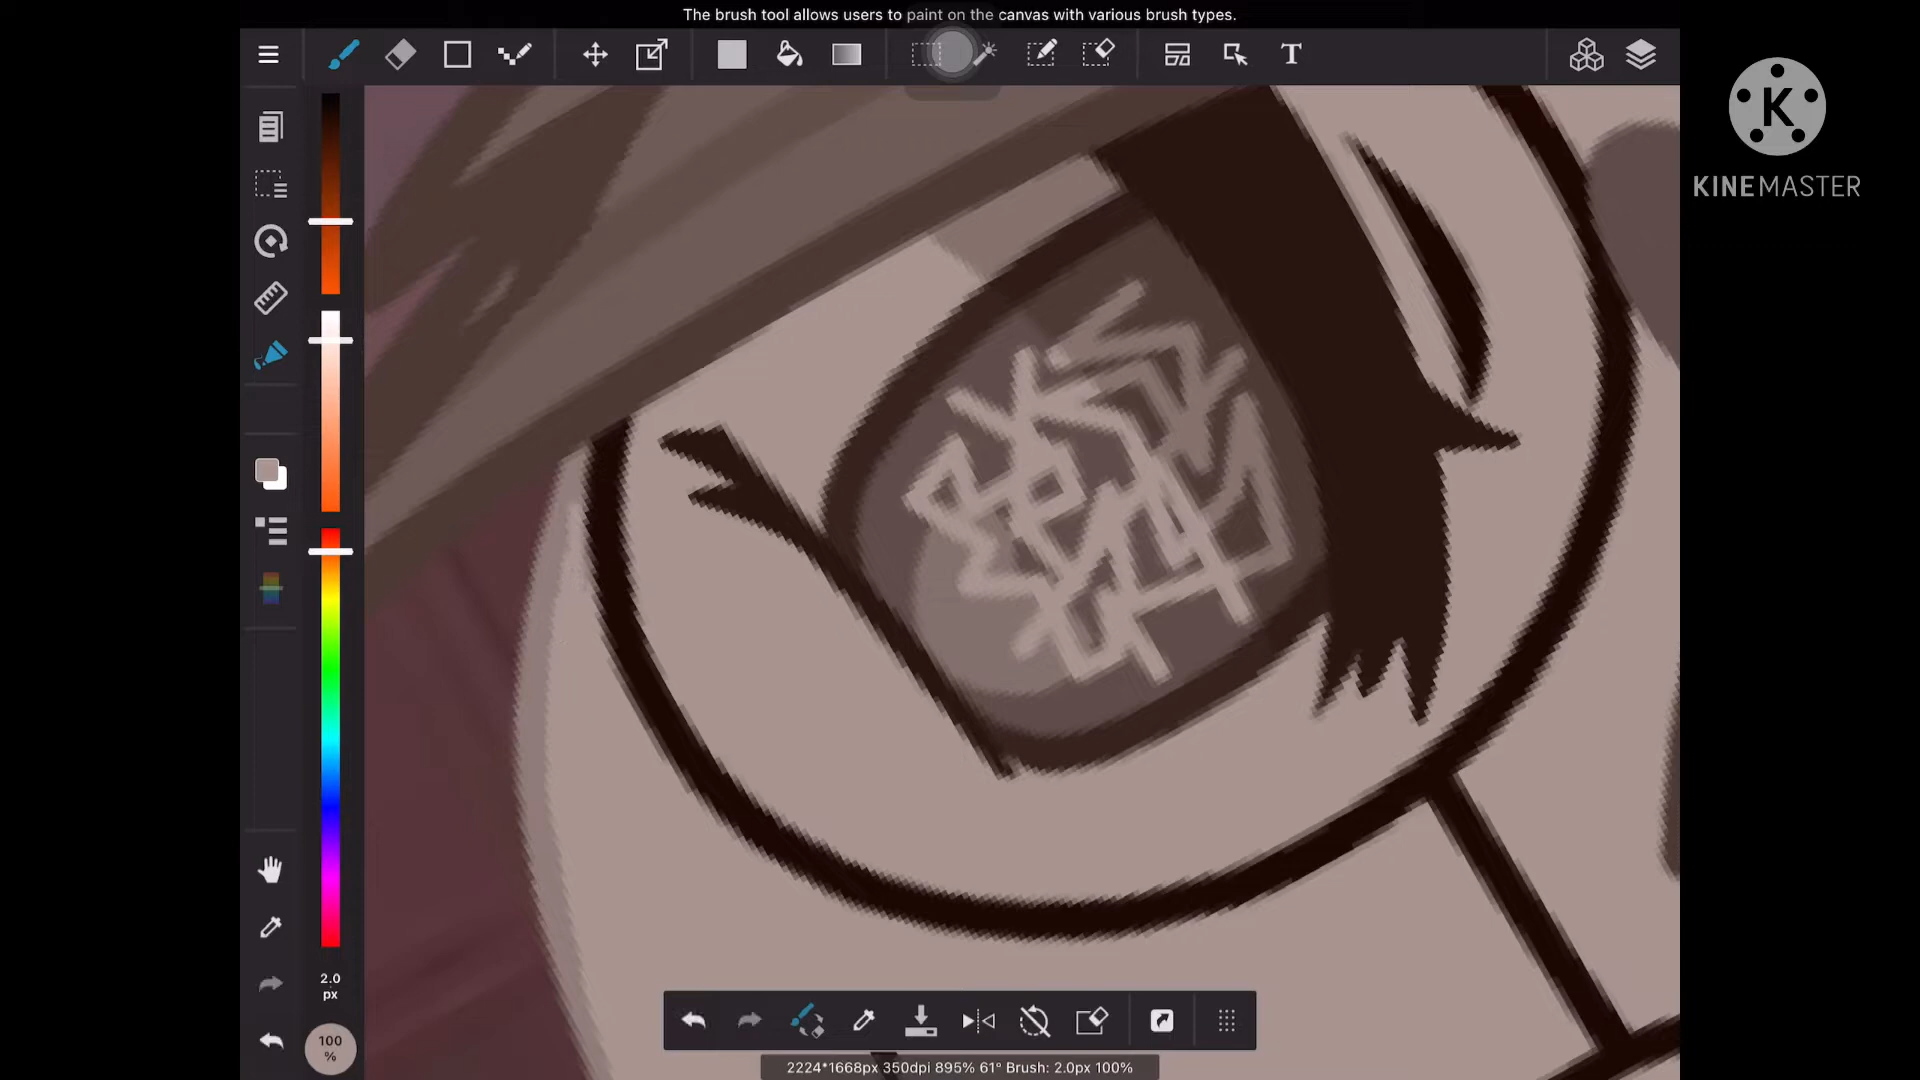 The brush tool allows users to paint on the canvas with various brush types.
T
K
KINEMASTER
2.0
px
100
%
2224*1668px 350dpi 895% 61° Brush: 2.0px 100%